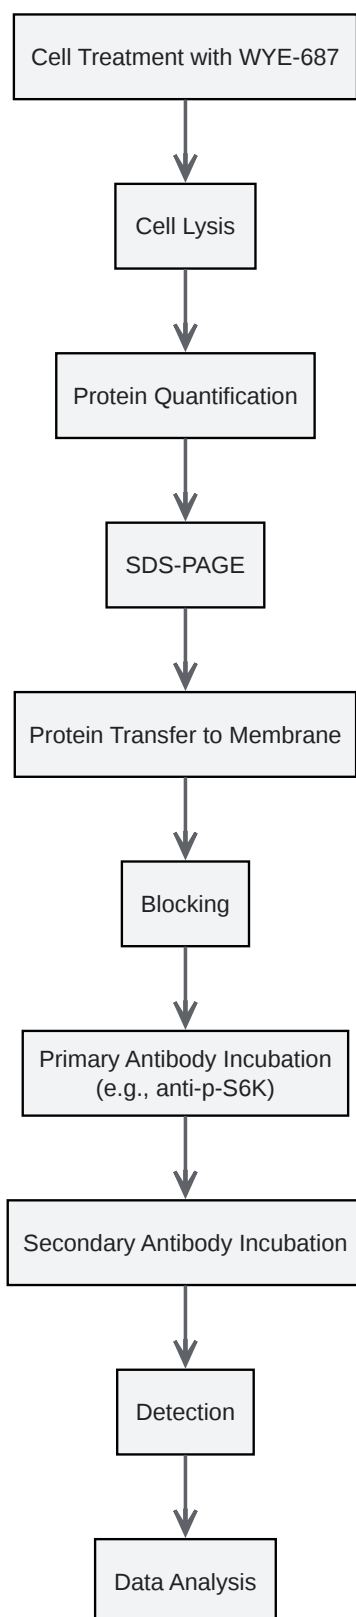 Cell Treatment with WYE-687
Cell Lysis
Protein Quantification
SDS-PAGE
Protein Transfer to Membrane
Blocking
Primary Antibody Incubation
(e.g., anti-p-S6K)
Secondary Antibody Incubation
Detection
Data Analysis